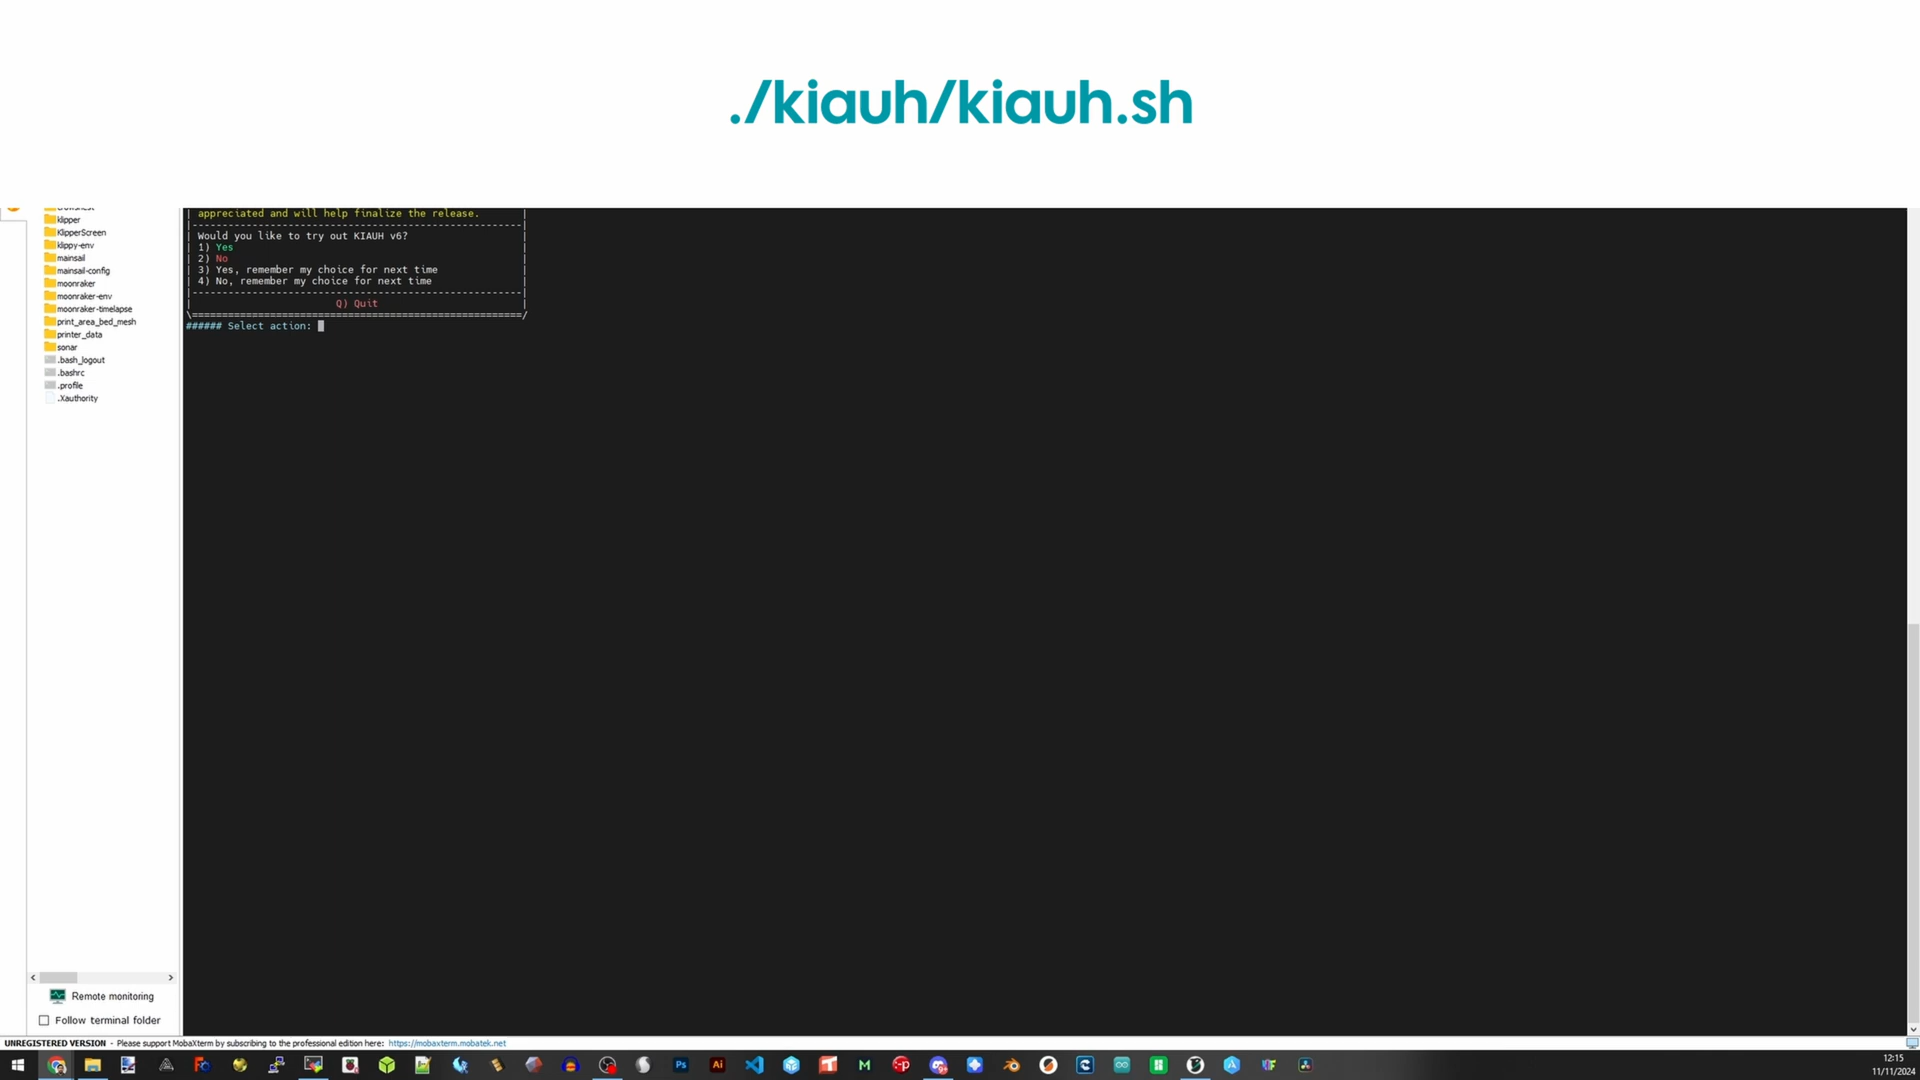 ./kiauh/kiauh.sh
klipper
KlipperScreen
klippy-env
mainsail
mainsail-config
moonraker
moonraker-env
moonraker-timelapse
print_area_bed_mesh
printer_data
sonar
.bash_logout
.bashrc
.profile
.Xauthority
Remote monitoring
Follow terminal folder
| appreciated and will help finalize the release. |
|-------------------------------------------------------|
| Would you like to try out KIAUH v6? |
| 1) Yes |
| 2) No |
| 3) Yes, remember my choice for next time |
| 4) No, remember my choice for next time |
|-------------------------------------------------------|
| Q) Quit |
\=======================================================/
###### Select action:
UNREGISTERED VERSION - Please support MobaXterm by subscribing to the professional edition here: https://mobaxterm.mobatek.net
Ps
Ai
M
12:15
11/11/2024